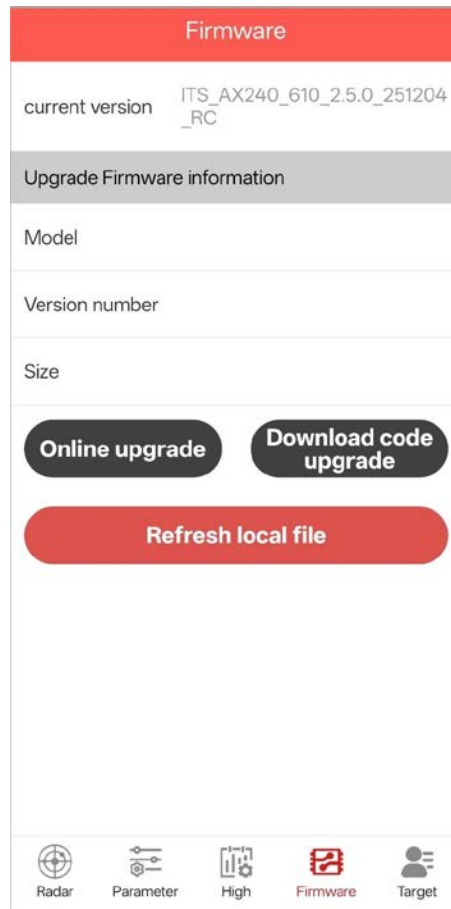 Firmware
current version
ITS_AX240_610_2.5.0_251204
_RC
Upgrade Firmware information
Model
Version number
Size
Online upgrade
Download code
upgrade
Refresh local file
Radar
Parameter
High
Firmware
Target